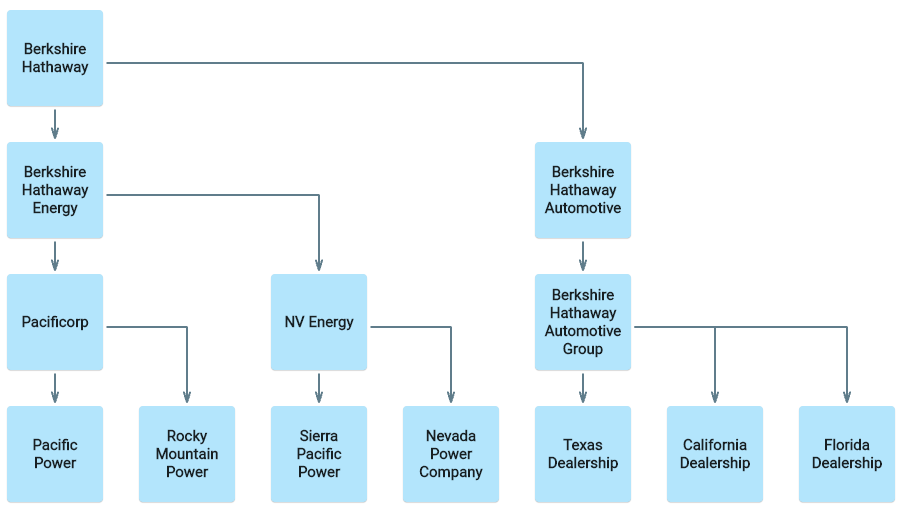 Berkshire
Hathaway
Berkshire
Hathaway
Energy
Berkshire
Hathaway
Automotive
Pacificorp
NV Energy
Berkshire
Hathaway
Automotive
Group
Pacific
Power
Rocky
Mountain
Power
Sierra
Pacific
Power
Nevada
Power
Company
Texas
Dealership
California
Dealership
Florida
Dealership